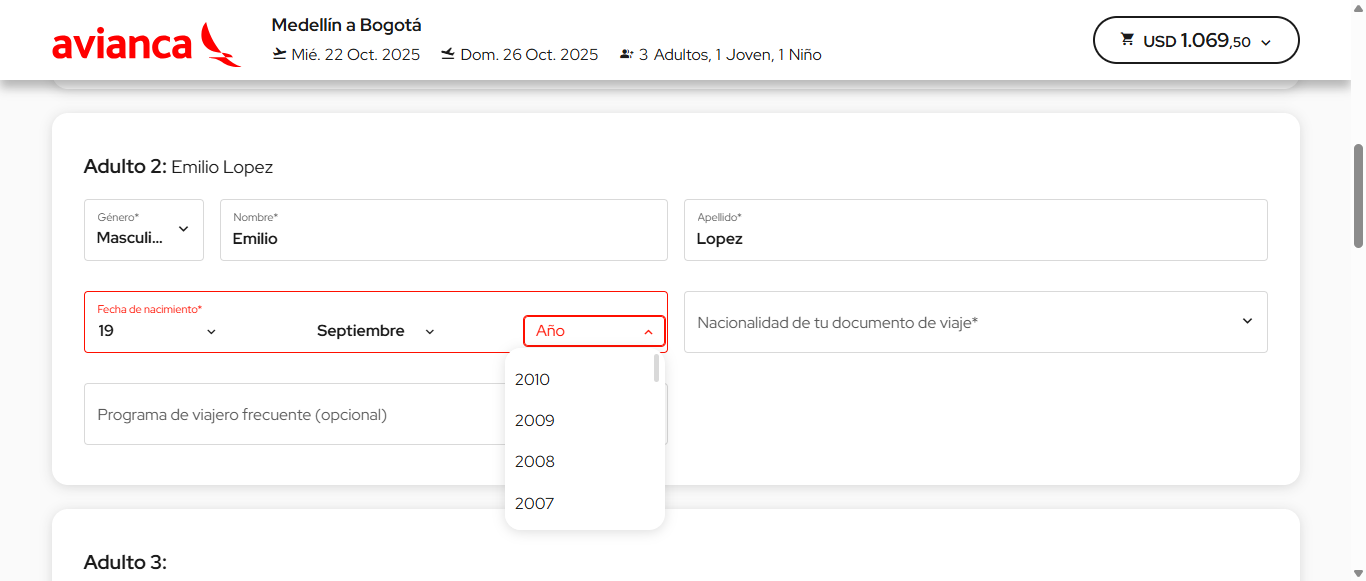 avianca
Medellín a Bogotá
Mié. 22 Oct. 2025 Dom. 26 Oct. 2025 3 Adultos, 1 Joven, 1 Niño
USD 1.069,50
Adulto 2: Emilio Lopez
Género*
Masculi...
Nombre*
Emilio
Apellido*
Lopez
Fecha de nacimiento*
19 Septiembre Año
Nacionalidad de tu documento de viaje*
2010
2009
2008
2007
Programa de viajero frecuente (opcional)
Adulto 3: